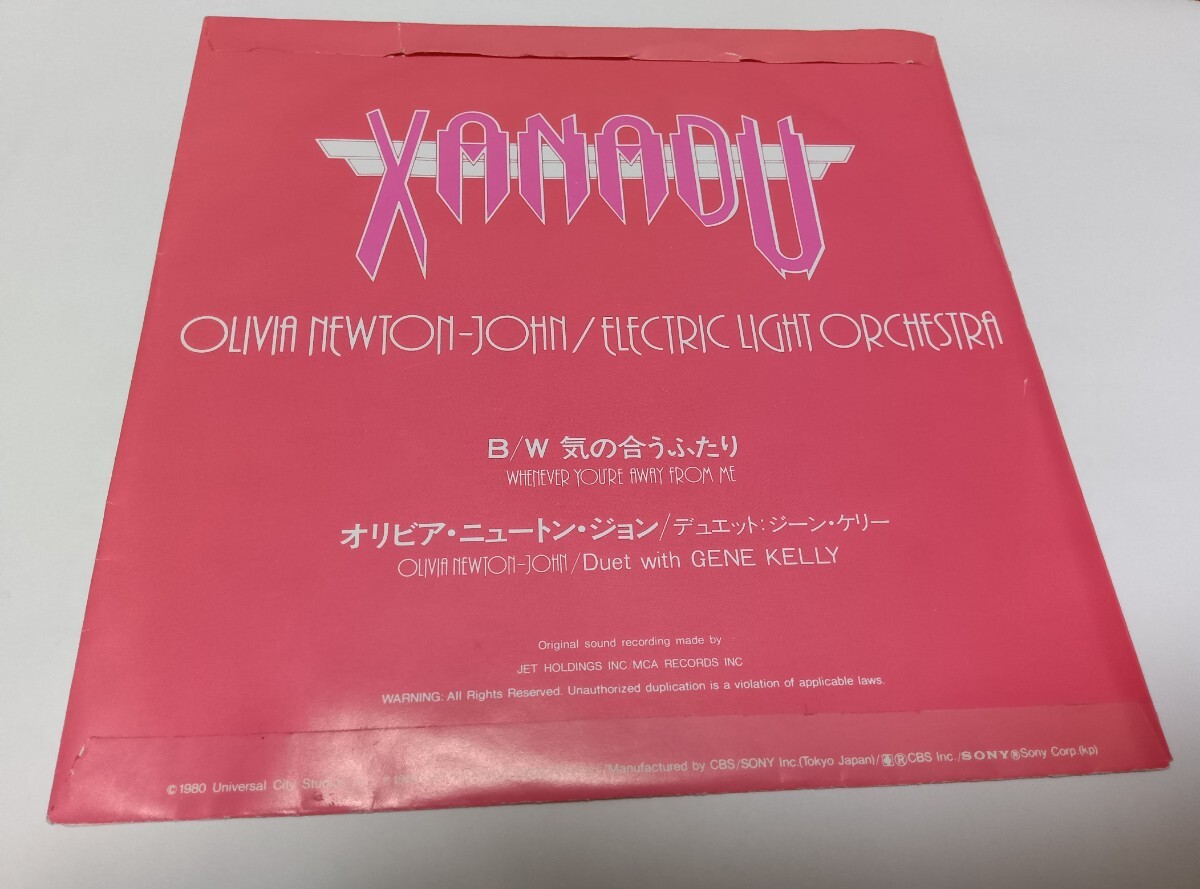 XANADU
OLIVIA NEWTON-JOHN/ELECTRIC LIGHT ORCHESTRA
B/W 気の合うふたり
WHENEVER YOU'RE AWAY FROM ME
オリビア・ニュートン・ジョン/デュエット:ジーン・ケリー
OLIVIA NEWTON-JOHN/Duet with GENE KELLY
Original sound recording made by
JET HOLDINGS INC/MCA RECORDS INC
WARNING: All Rights Reserved. Unauthorized duplication is a violation of applicable laws.
©1980 Universal City /Manufactured by CBS/SONY Inc.(Tokyo Japan)/ⓇCBS Inc./SONY®Sony Corp.(kp)